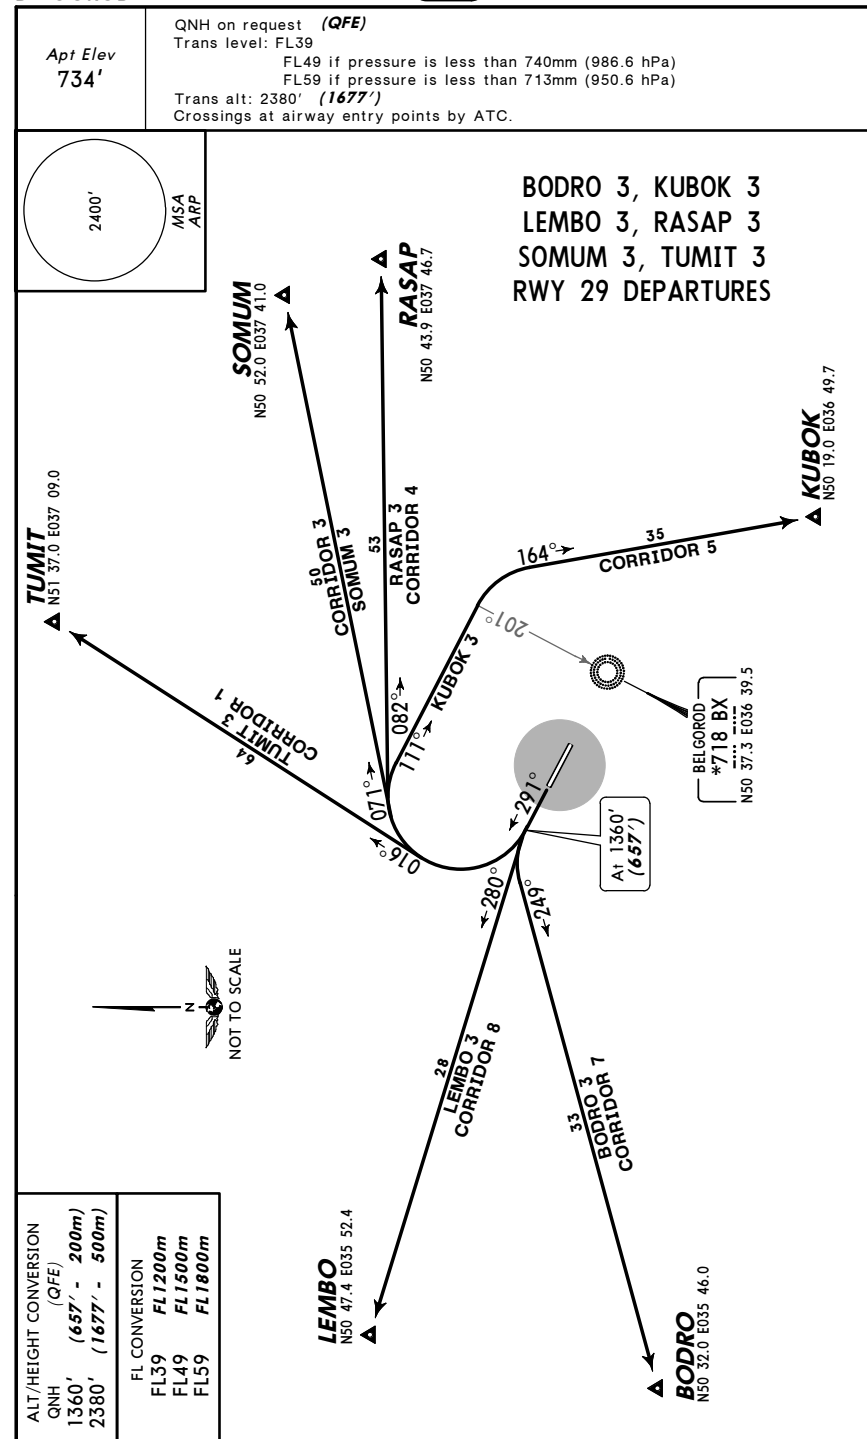 Apt Elev
734'
QNH on request (QFE)
Trans level: FL39
FL49 if pressure is less than 740mm (986.6 hPa)
FL59 if pressure is less than 713mm (950.6 hPa)
Trans alt: 2380' (1677')
Crossings at airway entry points by ATC.
2400'
MSA
ARP
BODRO 3, KUBOK 3
LEMBO 3, RASAP 3
SOMUM 3, TUMIT 3
RWY 29 DEPARTURES
RASAP
N50 43.9 E037 46.7
SOMUM
N50 52.0 E037 41.0
KUBOK
N50 19.0 E036 49.7
TUMIT
N51 37.0 E037 09.0
50
CORRIDOR 3
SOMUM 3
53
RASAP 3
CORRIDOR 4
164°
35
CORRIDOR 5
201°
KUBOK 3
082°
111°
64
TUMIT 3
CORRIDOR 1
071°
016°
BELGOROD
*718 BX
N50 37.3 E036 39.5
291°
At 1360'
(657')
280°
249°
N
NOT TO SCALE
28
LEMBO 3
CORRIDOR 8
33
BODRO 3
CORRIDOR 7
LEMBO
N50 47.4 E035 52.4
BODRO
N50 32.0 E035 46.0
ALT/HEIGHT CONVERSION
QNH (QFE)
1360' (657' - 200m)
2380' (1677' - 500m)
FL CONVERSION
FL39 FL1200m
FL49 FL1500m
FL59 FL1800m